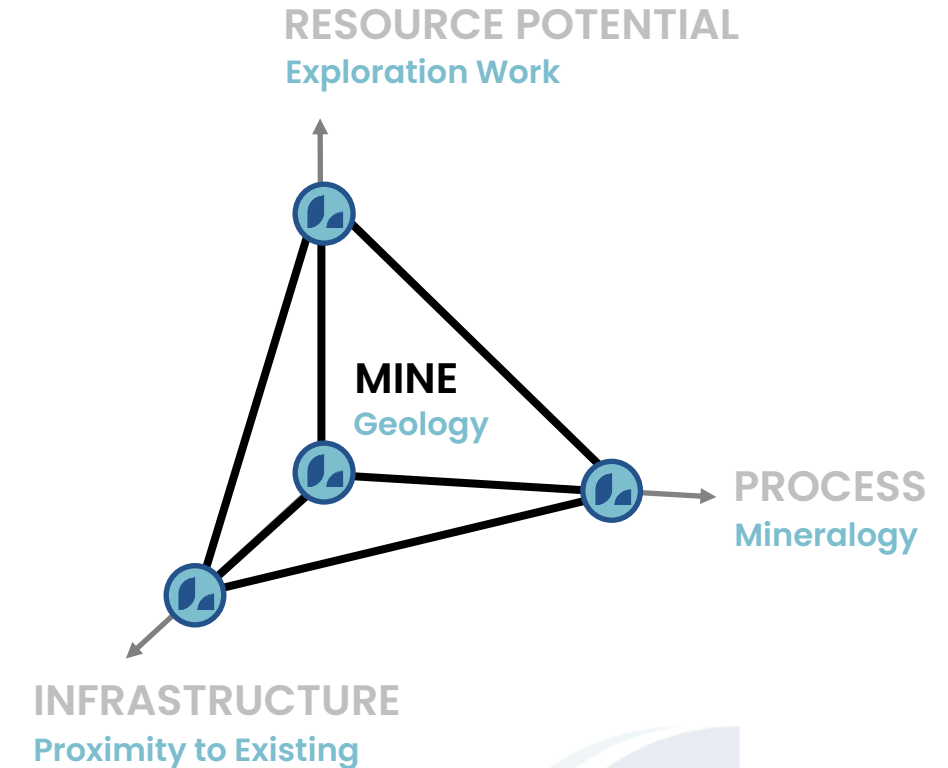 RESOURCE POTENTIAL
Exploration Work
MINE
Geology
PROCESS
Mineralogy
INFRASTRUCTURE
Proximity to Existing